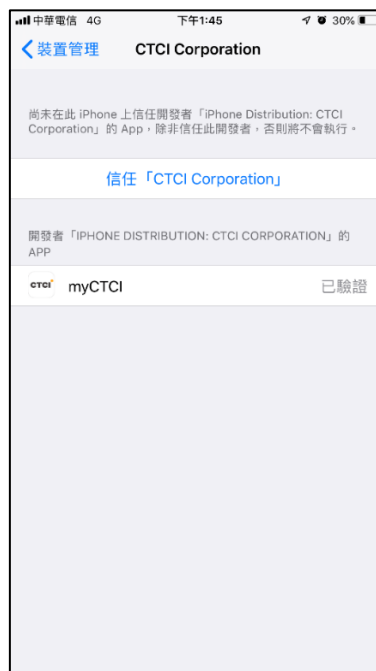 中華電信 4G 下午1:45 30%
裝置管理 CTCI Corporation
尚未在此 iPhone 上信任開發者「iPhone Distribution: CTCI
Corporation」的 App，除非信任此開發者，否則將不會執行。
信任「CTCI Corporation」
開發者「IPHONE DISTRIBUTION: CTCI CORPORATION」的
APP
CTCI myCTCI 已驗證